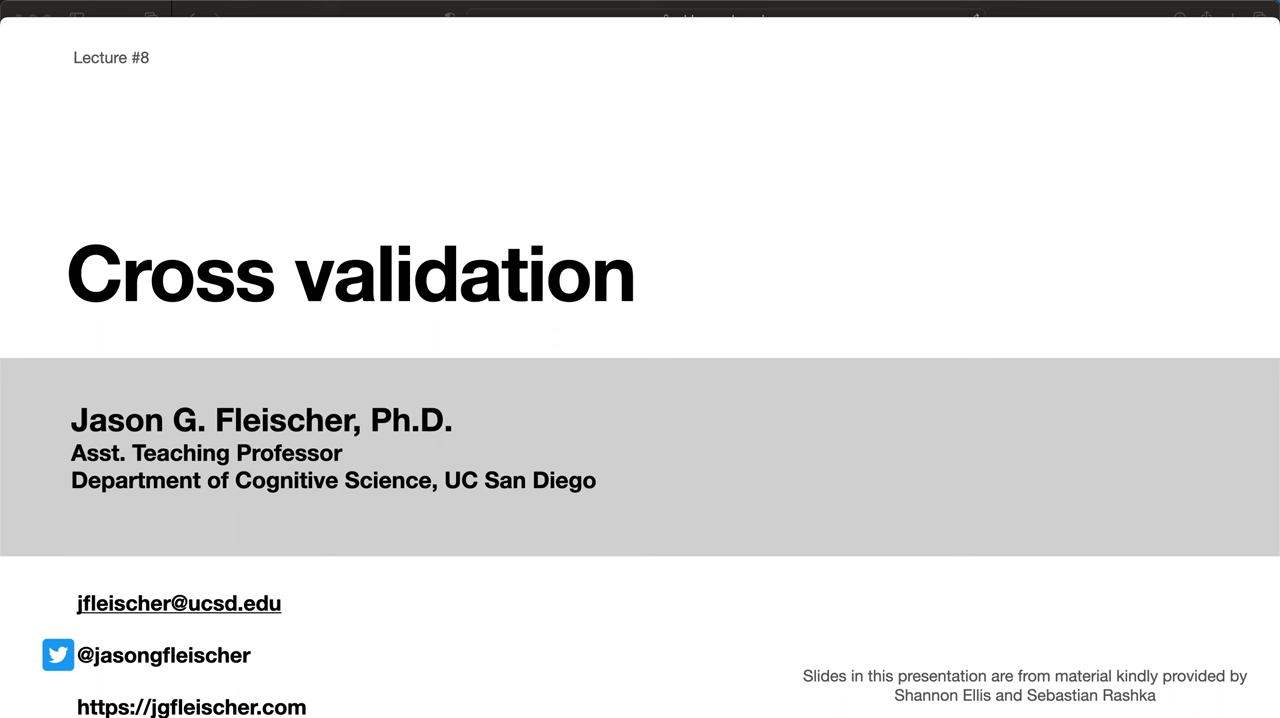 Lecture #8
Cross validation
Jason G. Fleischer, Ph.D.
Asst. Teaching Professor
Department of Cognitive Science, UC San Diego
jfleischer@ucsd.edu
@jasongfleischer
https://jgfleischer.com
Slides in this presentation are from material kindly provided by
Shannon Ellis and Sebastian Rashka